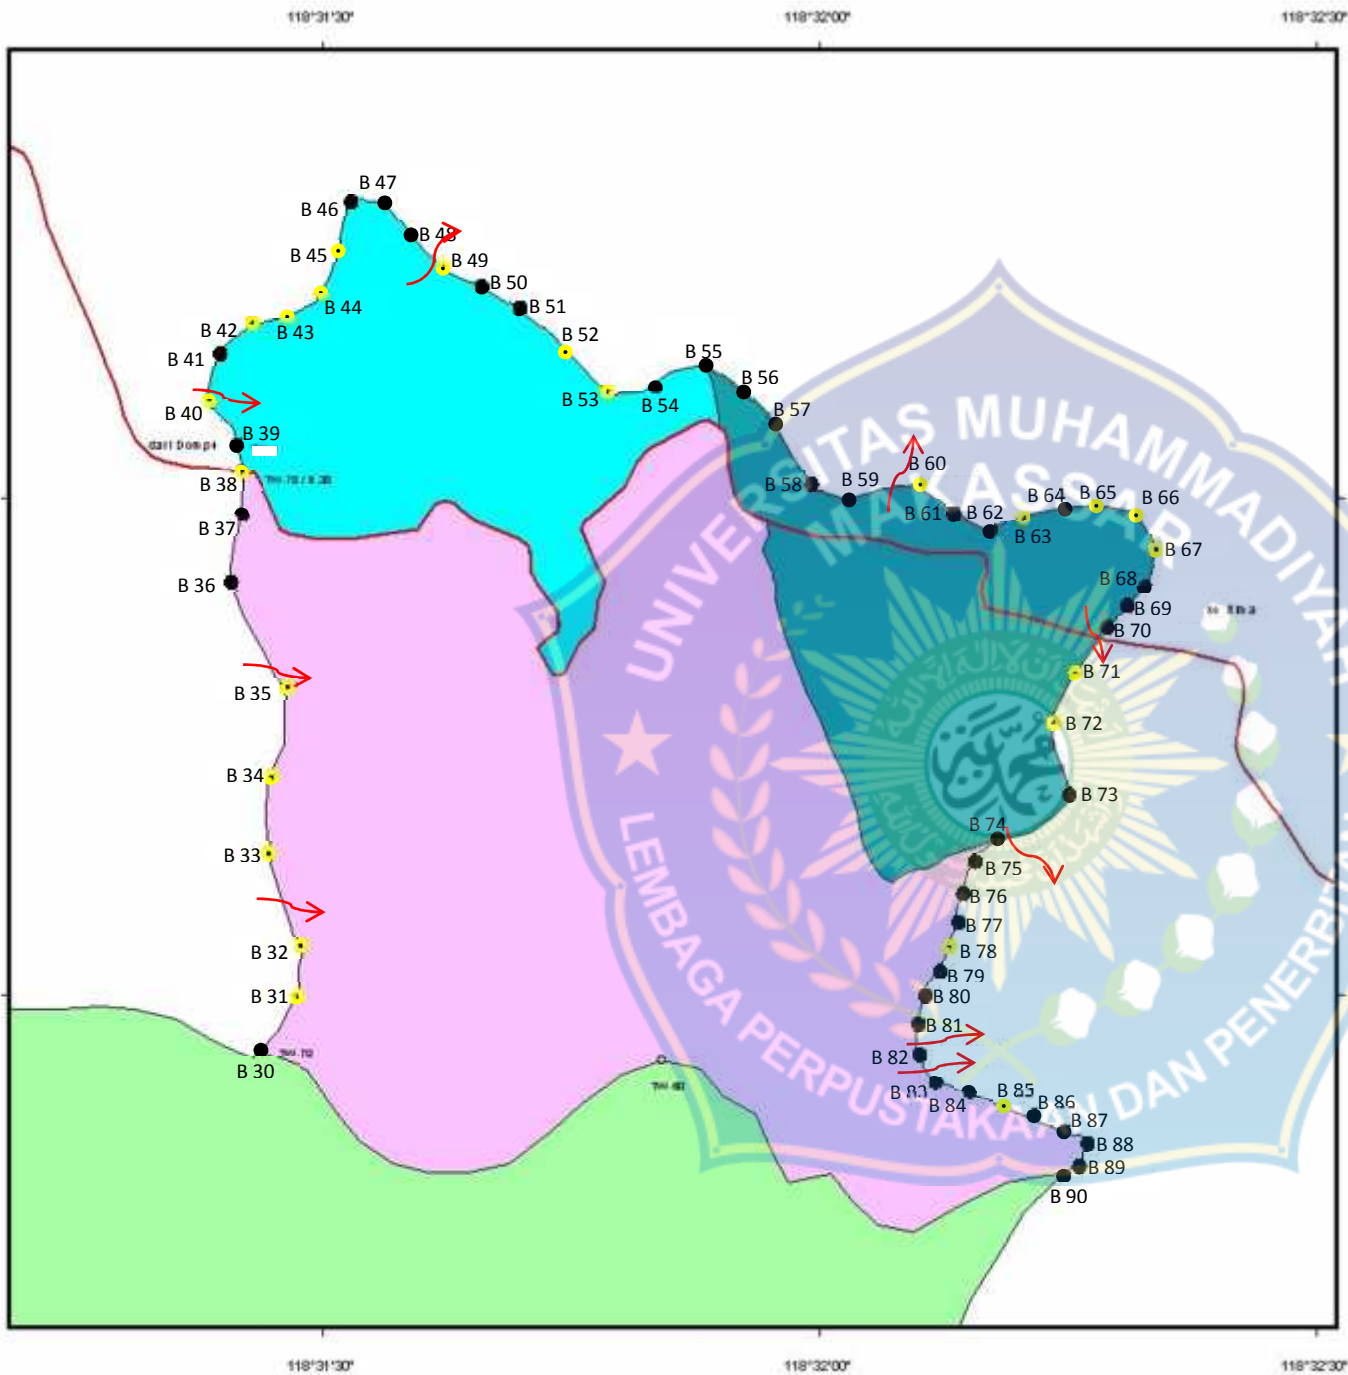 118°31'30"
118°32'00"
118°32'30"
B 47
B 46
B 48
B 45
B 49
B 50
B 44
B 51
B 42
B 43
B 52
B 41
B 55
B 56
B 40
B 53
B 54
B 57
B 39
dari Dompu
B 38
B 58
B 59
B 60
B 37
B 61
B 62
B 63
B 64
B 65
B 66
B 67
B 36
B 68
B 69
B 70
B 35
B 71
B 72
B 34
B 73
B 74
B 33
B 75
B 76
B 32
B 77
B 78
B 31
B 79
B 80
B 81
B 30
B 82
B 83
B 84
B 85
B 86
B 87
B 88
B 89
B 90
UNIVERSITAS MUHAMMADIYAH
MAKASSAR
LEMBAGA PERPUSTAKAAN DAN PENERBITAN
118°31'30"
118°32'00"
118°32'30"